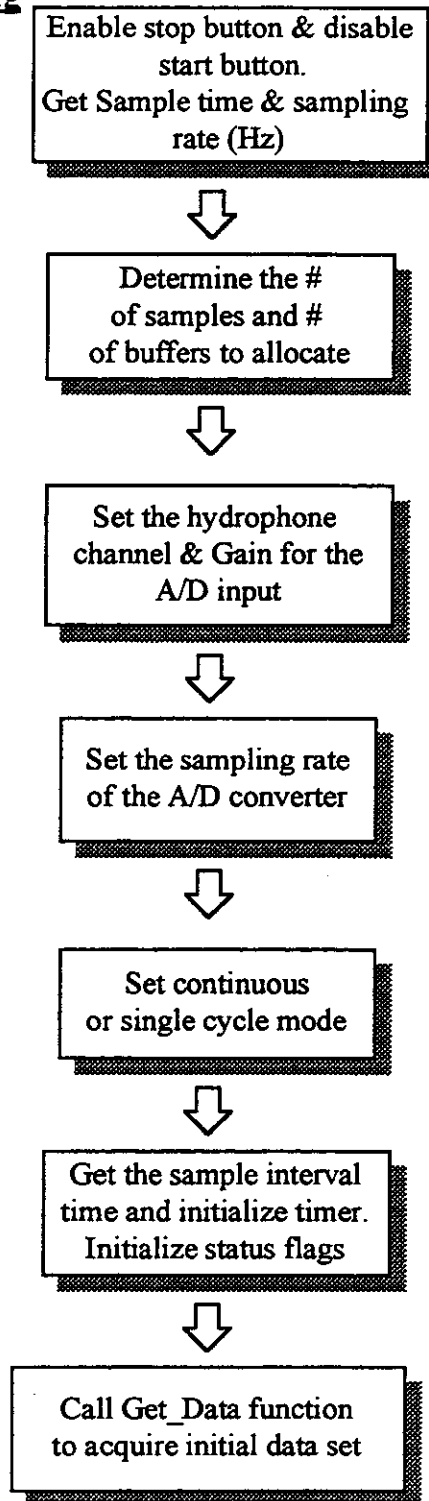 Enable stop button & disable
start button.
Get Sample time & sampling
rate (Hz)
Determine the #
of samples and #
of buffers to allocate
Set the hydrophone
channel & Gain for the
A/D input
Set the sampling rate
of the A/D converter
Set continuous
or single cycle mode
Get the sample interval
time and initialize timer.
Initialize status flags
Call Get_Data function
to acquire initial data set